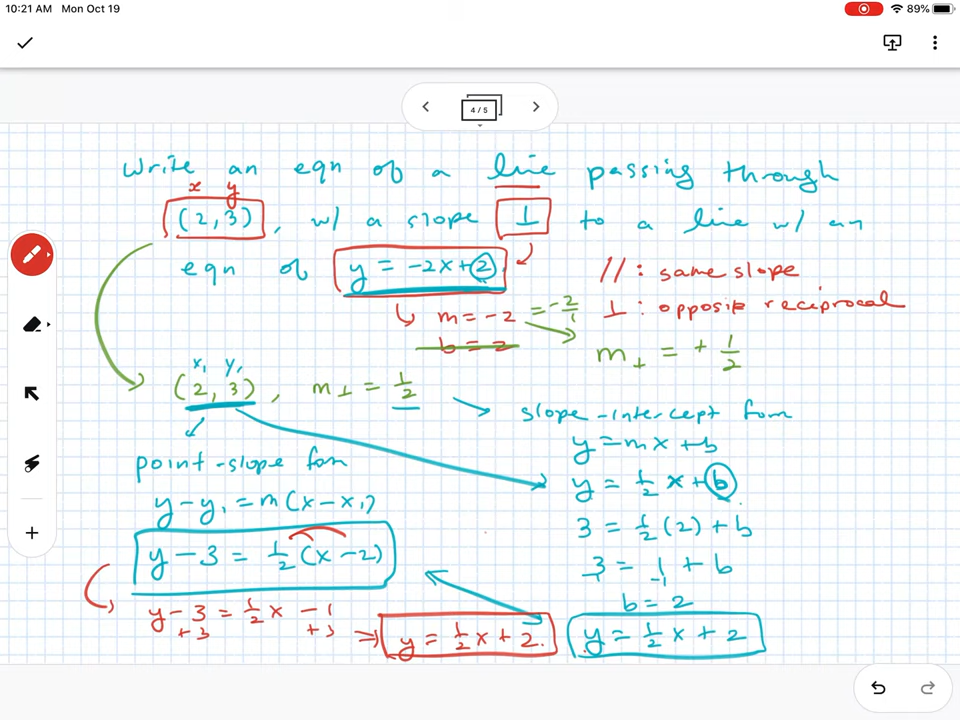 10:21 AM Mon Oct 19
89%
4 / 5
Write an eqn of a line passing through
x y
(2,3), w/ a slope ⊥ to a line w/ an
eqn of y = -2x+2.
// : same slope
⊥ : opposit reciprocal
m = -2 = -2/1
b = 2
m⊥ = + 1/2
x₁ y₁
(2, 3), m⊥ = 1/2
point-slope form
y - y₁ = m(x - x₁)
y - 3 = 1/2 (x - 2)
y - 3 = 1/2 x - 1
+3 +3
⇒ y = 1/2 x + 2.
slope-intercept form
y = mx + b
y = 1/2 x + b
3 = 1/2 (2) + b
3 = 1 + b
-1 -1
b = 2
y = 1/2 x + 2